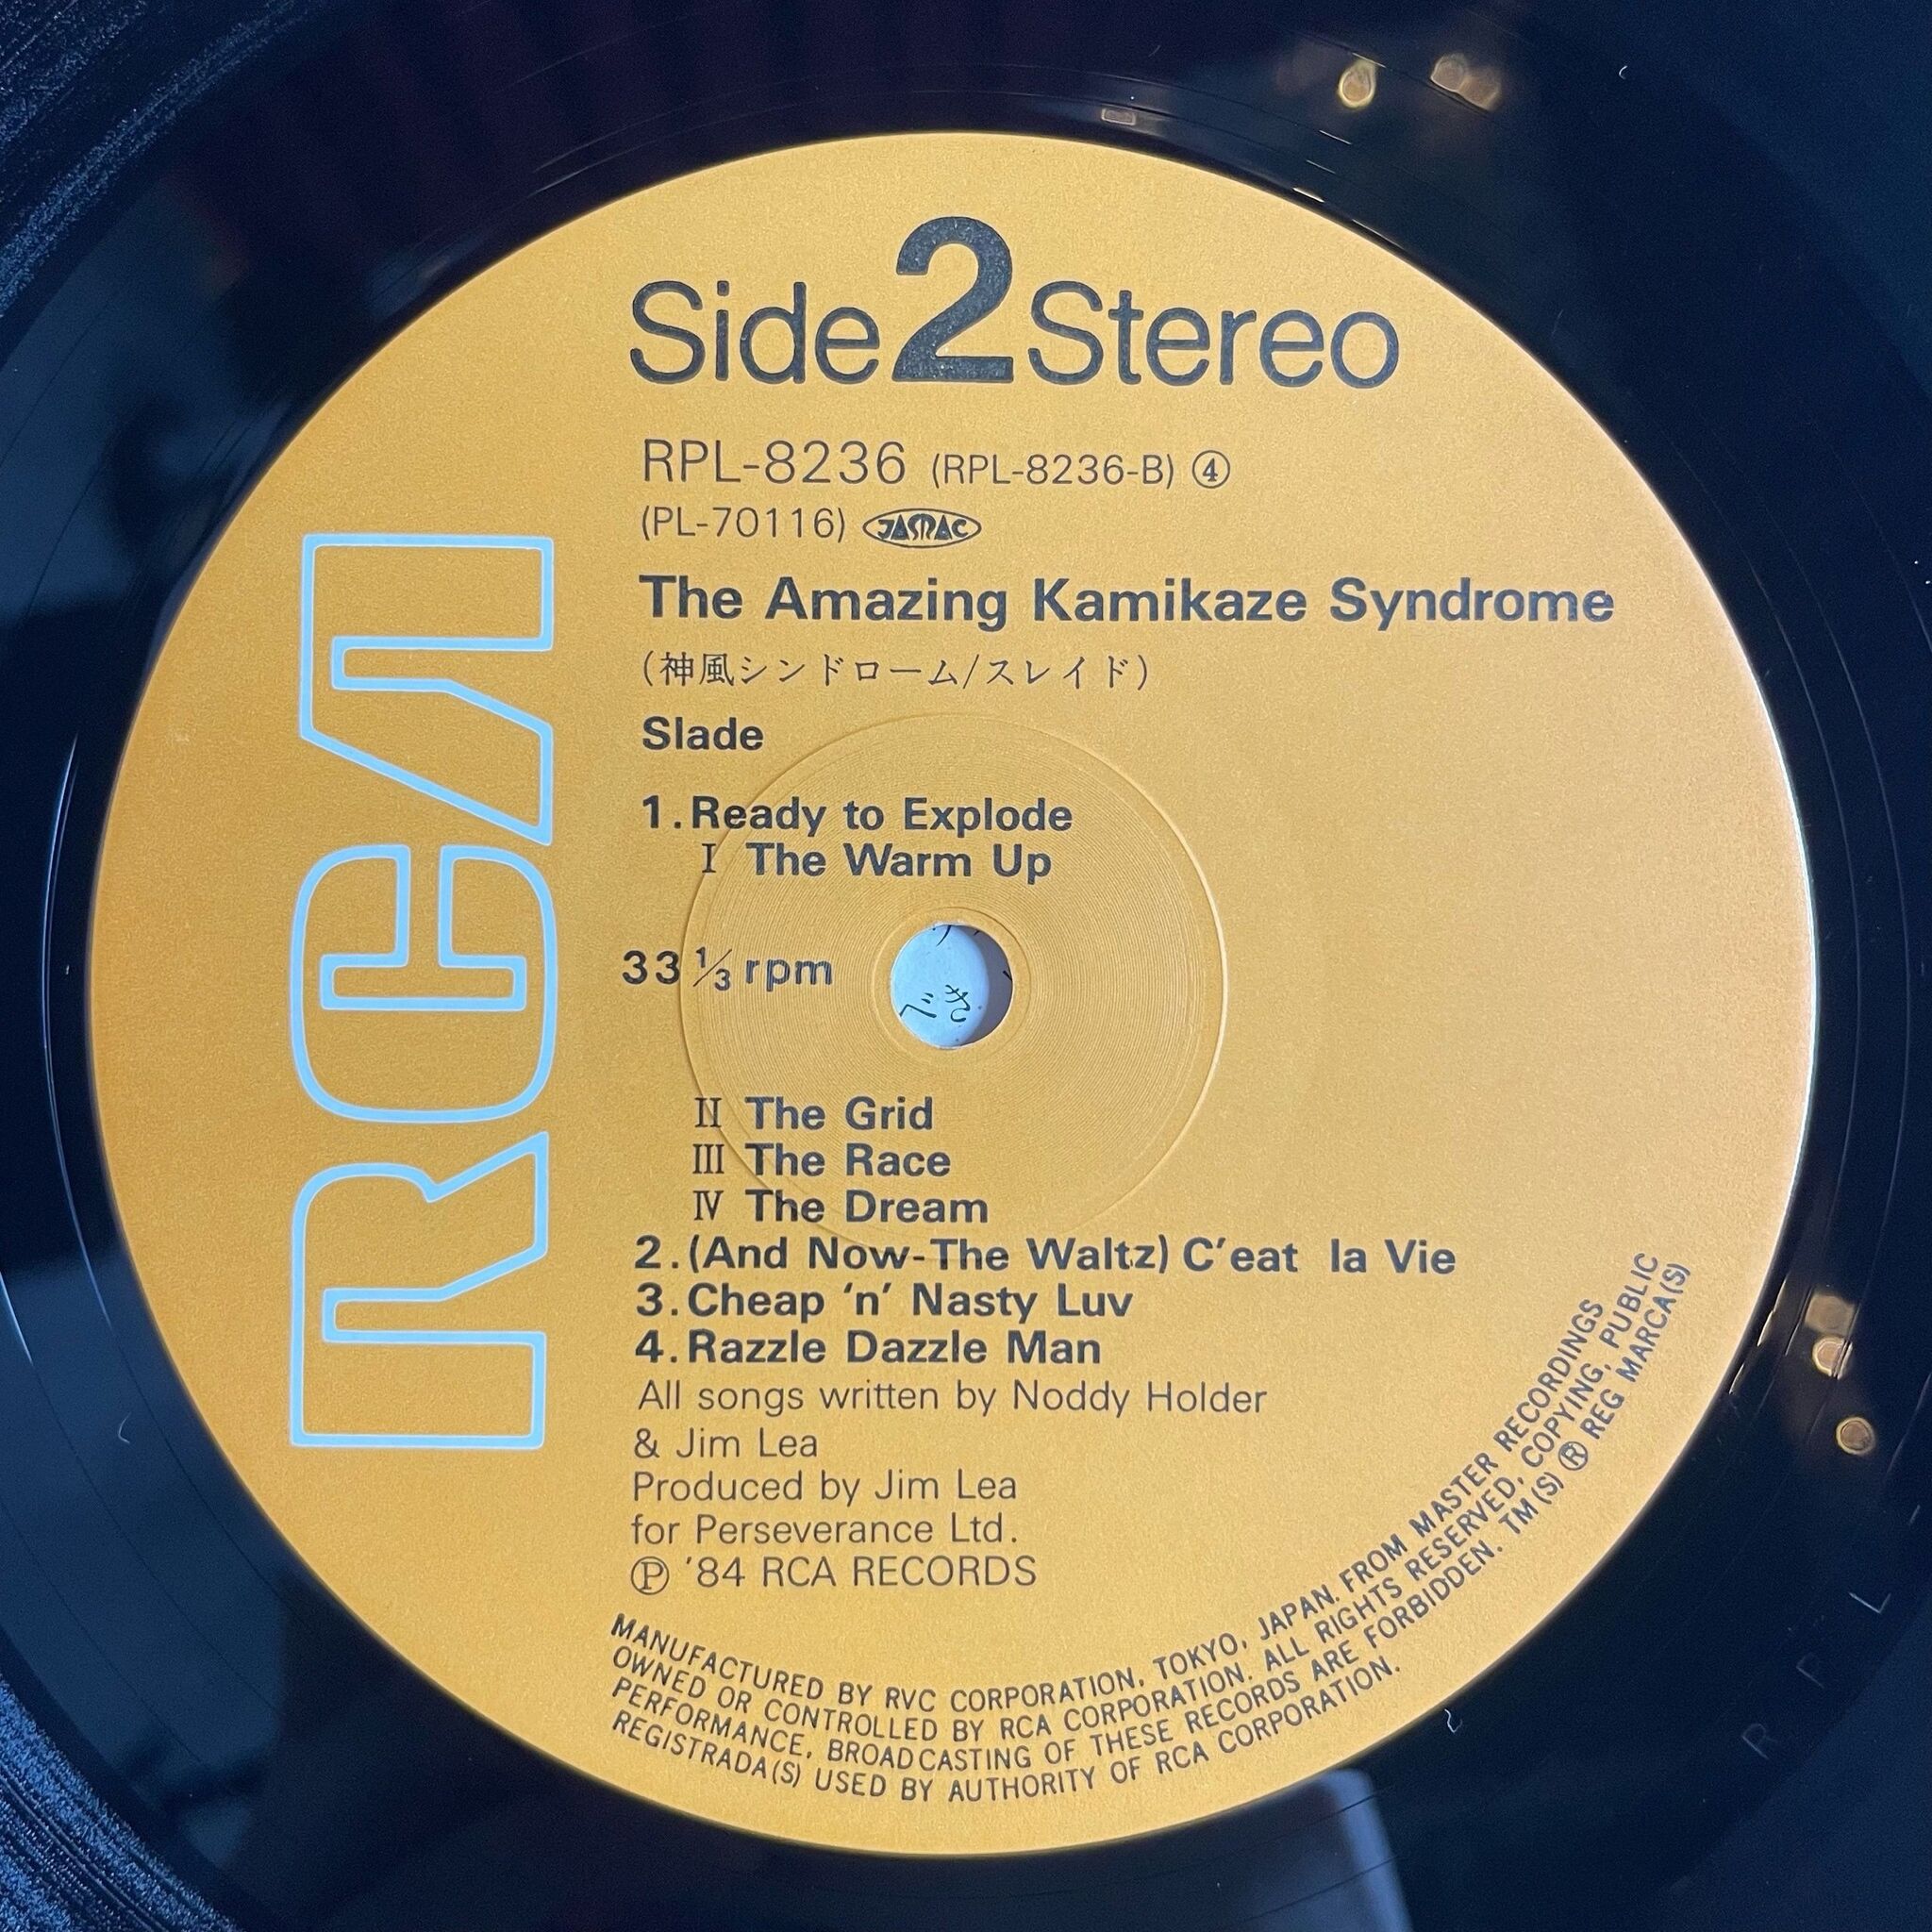 Side 2 Stereo
RPL-8236 (RPL-8236-B) ④
(PL-70116) JASRAC
The Amazing Kamikaze Syndrome
(神風シンドローム/スレイド)
Slade
1. Ready to Explode
Ⅰ The Warm Up
33 1/3 rpm
べき
Ⅱ The Grid
Ⅲ The Race
Ⅳ The Dream
2. (And Now-The Waltz) C'eat la Vie
3. Cheap 'n' Nasty Luv
4. Razzle Dazzle Man
All songs written by Noddy Holder
& Jim Lea
Produced by Jim Lea
for Perseverance Ltd.
Ⓟ '84 RCA RECORDS
RCA
MANUFACTURED BY RVC CORPORATION, TOKYO, JAPAN. FROM MASTER RECORDINGS
OWNED OR CONTROLLED BY RCA CORPORATION. ALL RIGHTS RESERVED, COPYING, PUBLIC
PERFORMANCE, BROADCASTING OF THESE RECORDS ARE FORBIDDEN. TM(S) ® REG MARCA(S)
REGISTRADA(S) USED BY AUTHORITY OF RCA CORPORATION.
RPL